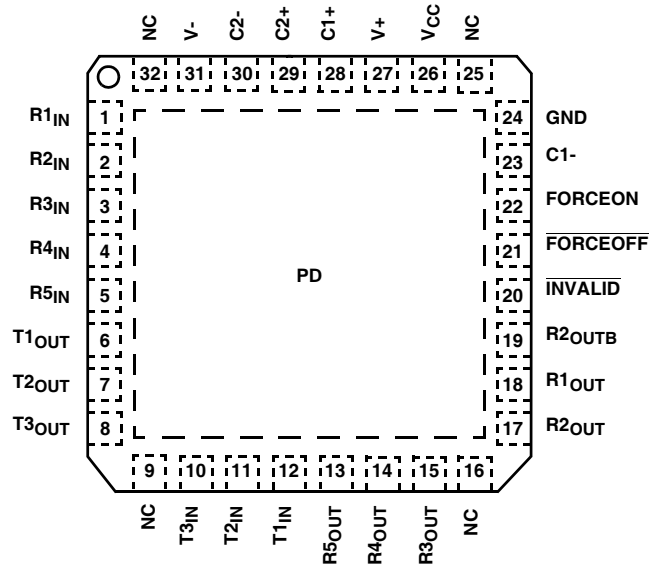 NC V- C2- C2+ C1+ V+ VCC NC
32 31 30 29 28 27 26 25
R1IN 1 24 GND
R2IN 2 23 C1-
R3IN 3 22 FORCEON
R4IN 4 21 FORCEOFF
PD
R5IN 5 20 INVALID
T1OUT 6 19 R2OUTB
T2OUT 7 18 R1OUT
T3OUT 8 17 R2OUT
9 10 11 12 13 14 15 16
NC T3IN T2IN T1IN R5OUT R4OUT R3OUT NC